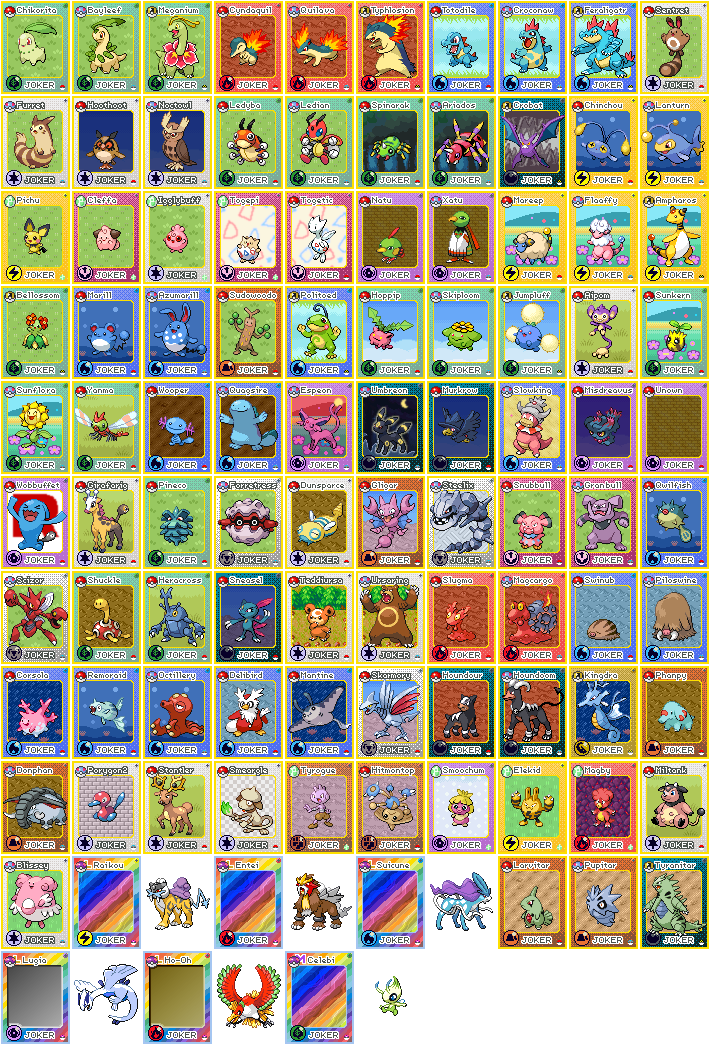 Chikorita Bayleef Meganium Cyndaquil Quilava Typhlosion Totodile Croconaw Feraligatr Sentret
JOKER JOKER JOKER JOKER JOKER JOKER JOKER JOKER JOKER JOKER
Furret Hoothoot Noctowl Ledyba Ledian Spinarak Ariados Crobat Chinchou Lanturn
JOKER JOKER JOKER JOKER JOKER JOKER JOKER JOKER JOKER JOKER
Pichu Cleffa Igglybuff Togepi Togetic Natu Xatu Mareep Flaaffy Ampharos
JOKER JOKER JOKER JOKER JOKER JOKER JOKER JOKER JOKER JOKER
Bellossom Marill Azumarill Sudowoodo Politoed Hoppip Skiploom Jumpluff Aipom Sunkern
JOKER JOKER JOKER JOKER JOKER JOKER JOKER JOKER JOKER JOKER
Sunflora Yanma Wooper Quagsire Espeon Umbreon Murkrow Slowking Misdreavus Unown
JOKER JOKER JOKER JOKER JOKER JOKER JOKER JOKER JOKER JOKER
Wobbuffet Girafarig Pineco Forretress Dunsparce Gligar Steelix Snubbull Granbull Qwilfish
JOKER JOKER JOKER JOKER JOKER JOKER JOKER JOKER JOKER JOKER
Scizor Shuckle Heracross Sneasel Teddiursa Ursaring Slugma Magcargo Swinub Piloswine
JOKER JOKER JOKER JOKER JOKER JOKER JOKER JOKER JOKER JOKER
Corsola Remoraid Octillery Delibird Mantine Skarmory Houndour Houndoom Kingdra Phanpy
JOKER JOKER JOKER JOKER JOKER JOKER JOKER JOKER JOKER JOKER
Donphan Porygon2 Stantler Smeargle Tyrogue Hitmontop Smoochum Elekid Magby Miltank
JOKER JOKER JOKER JOKER JOKER JOKER JOKER JOKER JOKER JOKER
Blissey Raikou Entei Suicune Larvitar Pupitar Tyranitar
JOKER JOKER JOKER JOKER JOKER JOKER JOKER
Lugia Ho-Oh Celebi
JOKER JOKER JOKER